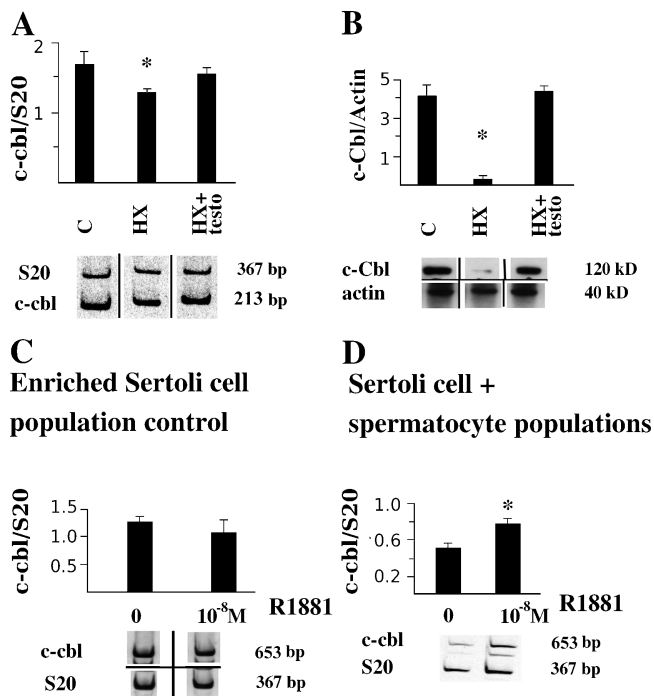 A
2
1
c-cbl/S20
*
C
HX
HX+
testo
S20 367 bp
c-cbl 213 bp
B
5
3
1
c-Cbl/Actin
*
C
HX
HX+
testo
c-Cbl 120 kD
actin 40 kD
C
Enriched Sertoli cell
population control
1.5
1.0
0.5
c-cbl/S20
0 10⁻⁸M R1881
c-cbl 653 bp
S20 367 bp
D
Sertoli cell +
spermatocyte populations
1.0
0.6
0.2
c-cbl/S20
*
0 10⁻⁸M R1881
c-cbl 653 bp
S20 367 bp